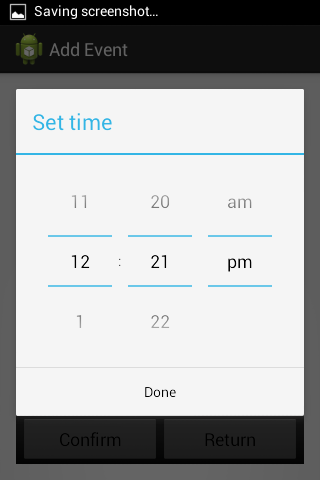 Saving screenshot...
Add Event
Set time
11 20 am
12 : 21 pm
1 22
Done
Confirm Return